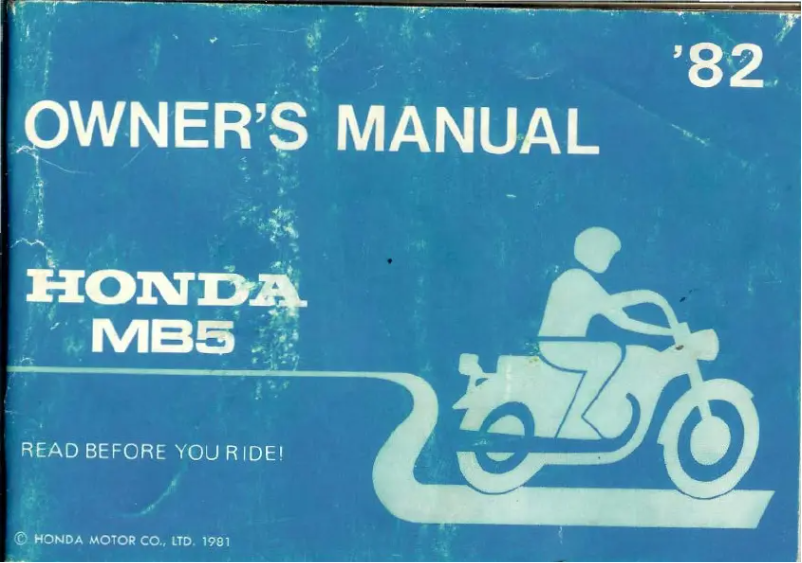 '82
OWNER'S MANUAL
HONDA
MB5
READ BEFORE YOU RIDE!
© HONDA MOTOR CO., LTD. 1981